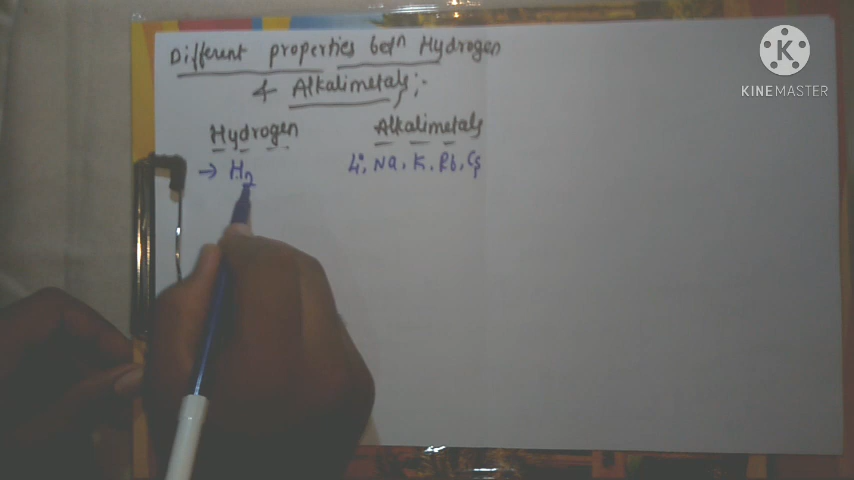 Different properties betn Hydrogen
& Alkalimetals;-
Hydrogen Alkalimetals
→ H2 Li, Na, K, Rb, Cs
K
KINEMASTER